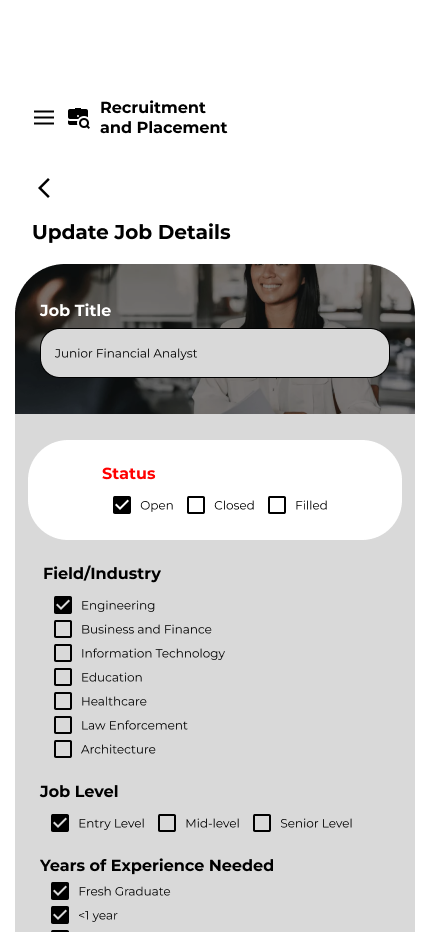 Recruitment
and Placement
Update Job Details
Job Title
Junior Financial Analyst
Status
Open Closed Filled
Field/Industry
Engineering
Business and Finance
Information Technology
Education
Healthcare
Law Enforcement
Architecture
Job Level
Entry Level Mid-level Senior Level
Years of Experience Needed
Fresh Graduate
<1 year